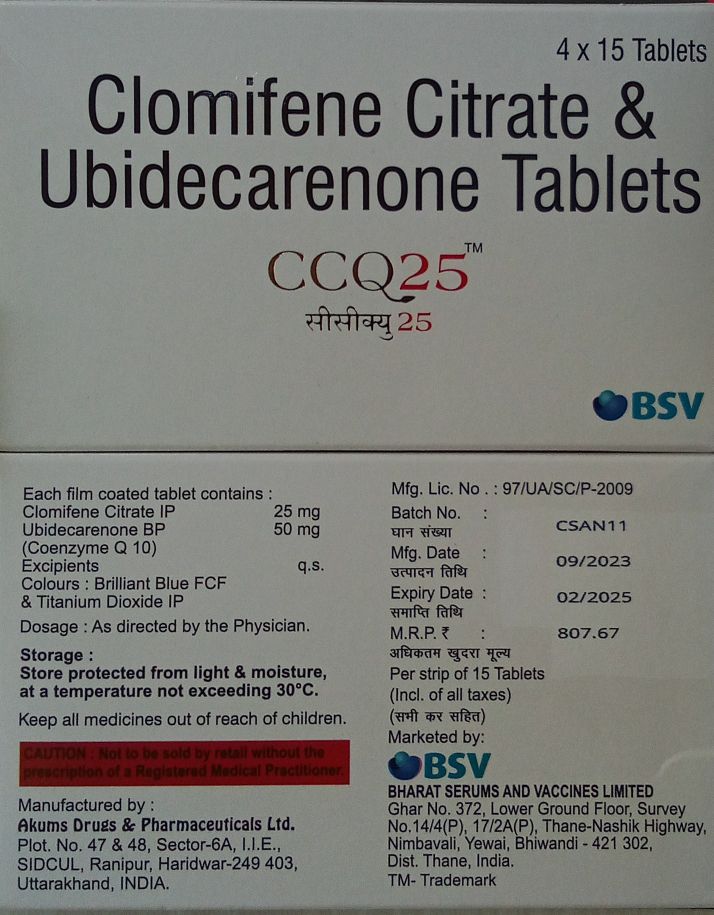 4 x 15 Tablets
Clomifene Citrate &
Ubidecarenone Tablets
CCQ25™
सीसीक्यु 25
BSV
Each film coated tablet contains :
Clomifene Citrate IP 25 mg
Ubidecarenone BP 50 mg
(Coenzyme Q 10)
Excipients q.s.
Colours : Brilliant Blue FCF
& Titanium Dioxide IP
Dosage : As directed by the Physician.
Storage :
Store protected from light & moisture,
at a temperature not exceeding 30°C.
Keep all medicines out of reach of children.
CAUTION : Not to be sold by retail without the
prescription of a Registered Medical Practitioner.
Manufactured by :
Akums Drugs & Pharmaceuticals Ltd.
Plot. No. 47 & 48, Sector-6A, I.I.E.,
SIDCUL, Ranipur, Haridwar-249 403,
Uttarakhand, INDIA.
Mfg. Lic. No . : 97/UA/SC/P-2009
Batch No. : CSAN11
घान संख्या
Mfg. Date : 09/2023
उत्पादन तिथि
Expiry Date : 02/2025
समाप्ति तिथि
M.R.P. ₹ : 807.67
अधिकतम खुदरा मूल्य
Per strip of 15 Tablets
(Incl. of all taxes)
(सभी कर सहित)
Marketed by:
BSV
BHARAT SERUMS AND VACCINES LIMITED
Ghar No. 372, Lower Ground Floor, Survey
No.14/4(P), 17/2A(P), Thane-Nashik Highway,
Nimbavali, Yewai, Bhiwandi - 421 302,
Dist. Thane, India.
TM- Trademark